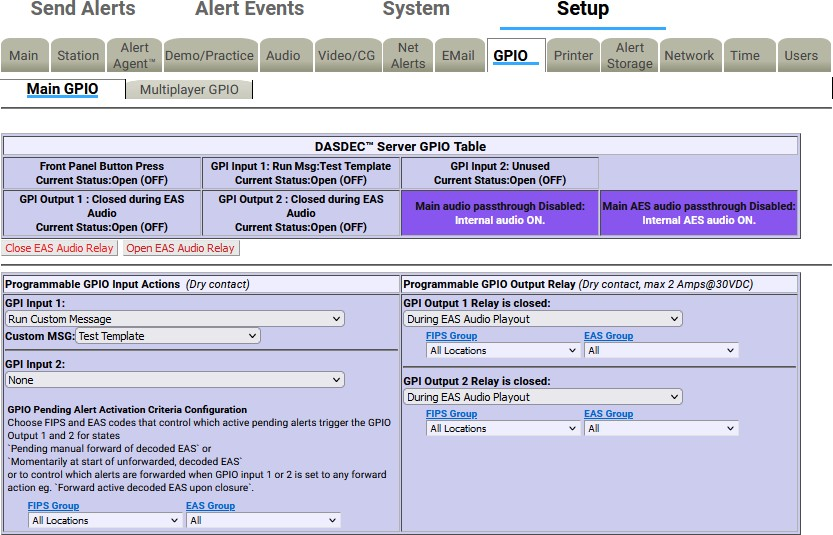 Send Alerts
Alert Events
System
Setup
Main
Station
Alert
Agent™
Demo/Practice
Audio
Video/CG
Net
Alerts
EMail
GPIO
Printer
Alert
Storage
Network
Time
Users
Main GPIO
Multiplayer GPIO
DASDEC™ Server GPIO Table
Front Panel Button Press
Current Status:Open (OFF)
GPI Input 1: Run Msg:Test Template
Current Status:Open (OFF)
GPI Input 2: Unused
Current Status:Open (OFF)
GPI Output 1 : Closed during EAS
Audio
Current Status:Open (OFF)
GPI Output 2 : Closed during EAS
Audio
Current Status:Open (OFF)
Main audio passthrough Disabled:
Internal audio ON.
Main AES audio passthrough Disabled:
Internal AES audio ON.
Close EAS Audio Relay
Open EAS Audio Relay
Programmable GPIO Input Actions (Dry contact)
GPI Input 1:
Run Custom Message
Custom MSG: Test Template
GPI Input 2:
None
GPIO Pending Alert Activation Criteria Configuration
Choose FIPS and EAS codes that control which active pending alerts trigger the GPIO
Output 1 and 2 for states
`Pending manual forward of decoded EAS` or
`Momentarily at start of unforwarded, decoded EAS`
or to control which alerts are forwarded when GPIO input 1 or 2 is set to any forward
action eg. `Forward active decoded EAS upon closure`.
FIPS Group
EAS Group
All Locations
All
Programmable GPIO Output Relay (Dry contact, max 2 Amps@30VDC)
GPI Output 1 Relay is closed:
During EAS Audio Playout
FIPS Group
EAS Group
All Locations
All
GPI Output 2 Relay is closed:
During EAS Audio Playout
FIPS Group
EAS Group
All Locations
All